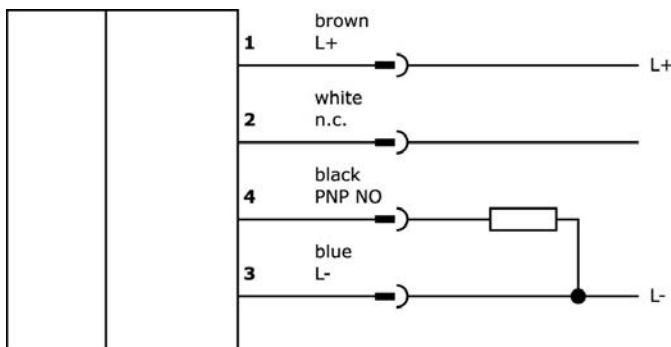 brown
1 L+
L+
white
2 n.c.
black
4 PNP NO
blue
3 L-
L-